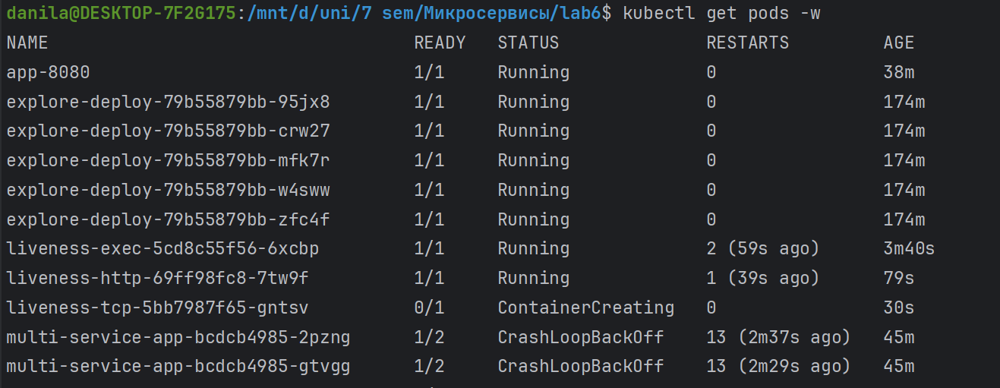 danila@DESKTOP-7F2G175:/mnt/d/uni/7 sem/Микросервисы/lab6$ kubectl get pods -w
NAME READY STATUS RESTARTS AGE
app-8080 1/1 Running 0 38m
explore-deploy-79b55879bb-95jx8 1/1 Running 0 174m
explore-deploy-79b55879bb-crw27 1/1 Running 0 174m
explore-deploy-79b55879bb-mfk7r 1/1 Running 0 174m
explore-deploy-79b55879bb-w4sww 1/1 Running 0 174m
explore-deploy-79b55879bb-zfc4f 1/1 Running 0 174m
liveness-exec-5cd8c55f56-6xcbp 1/1 Running 2 (59s ago) 3m40s
liveness-http-69ff98fc8-7tw9f 1/1 Running 1 (39s ago) 79s
liveness-tcp-5bb7987f65-gntsv 0/1 ContainerCreating 0 30s
multi-service-app-bcdcb4985-2pzng 1/2 CrashLoopBackOff 13 (2m37s ago) 45m
multi-service-app-bcdcb4985-gtvgg 1/2 CrashLoopBackOff 13 (2m29s ago) 45m